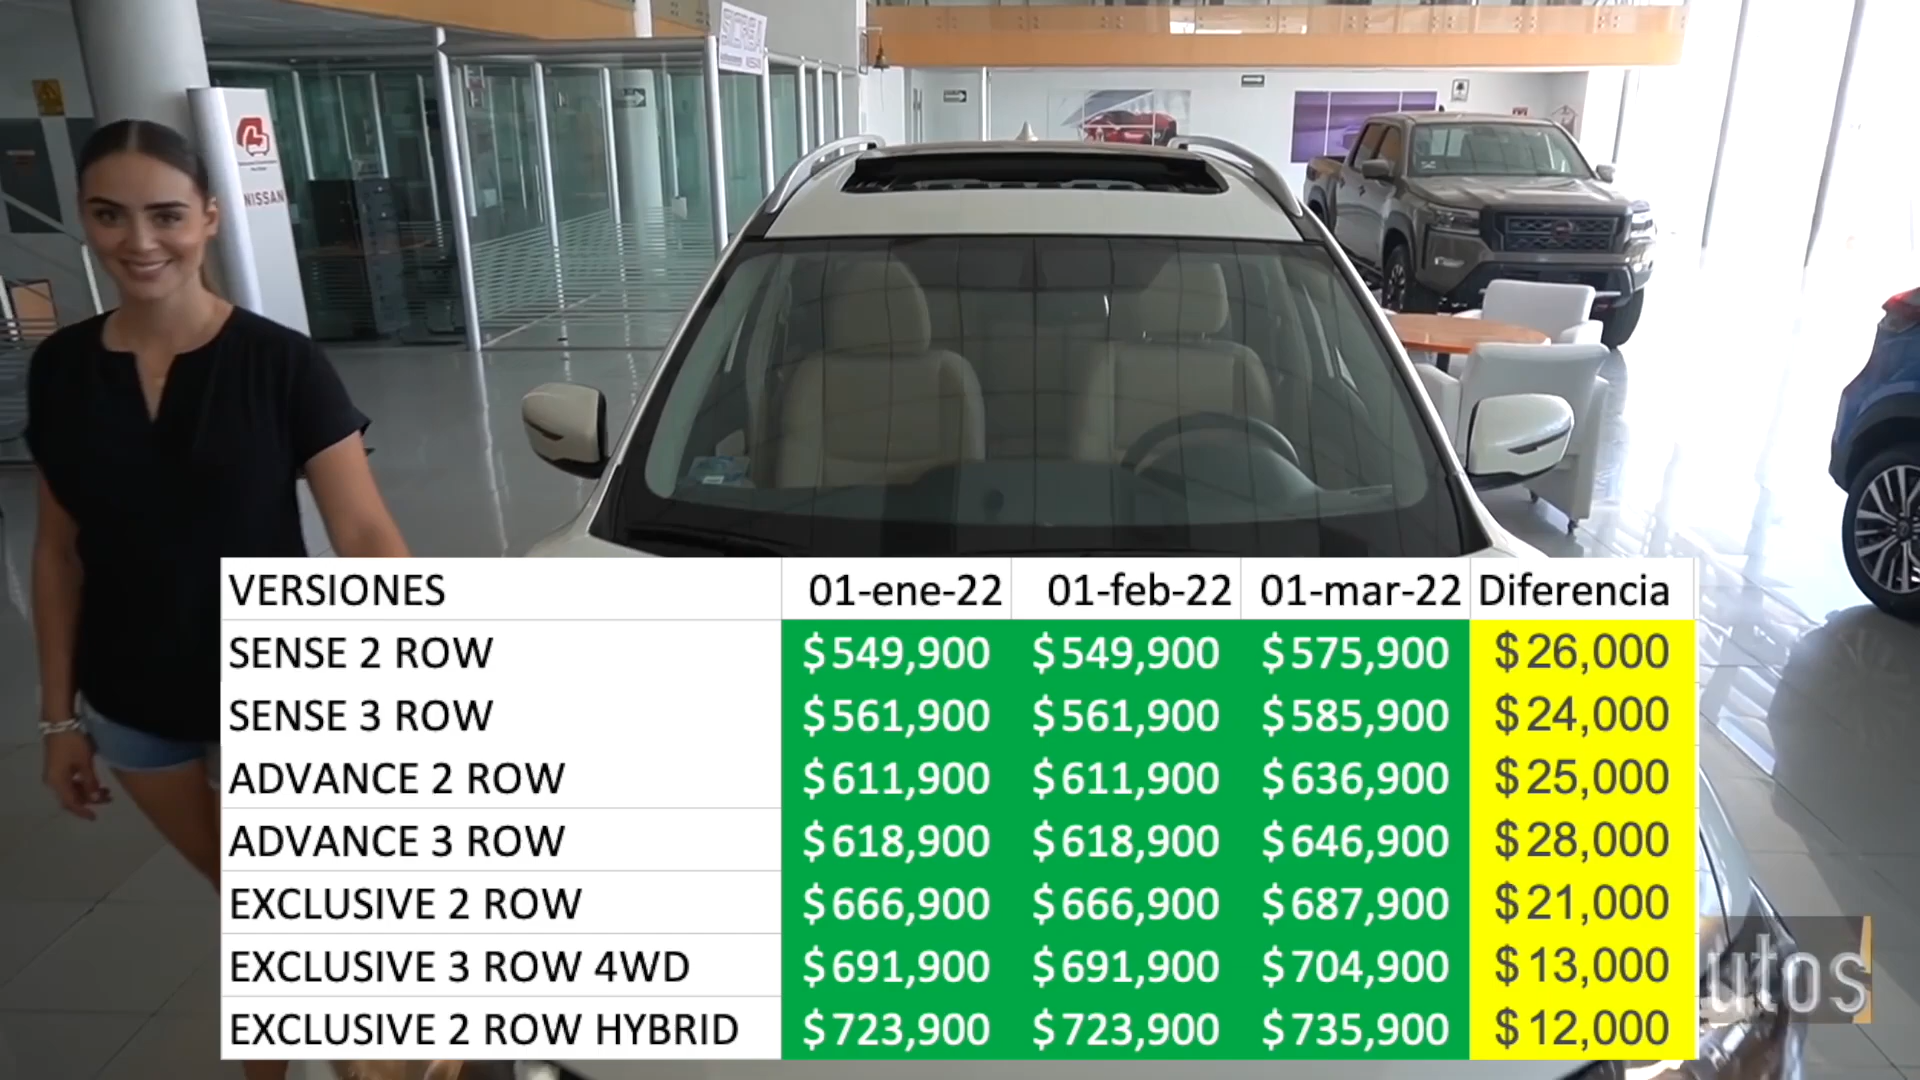 NISSAN
VERSIONES 01-ene-22 01-feb-22 01-mar-22 Diferencia
SENSE 2 ROW $549,900 $549,900 $575,900 $26,000
SENSE 3 ROW $561,900 $561,900 $585,900 $24,000
ADVANCE 2 ROW $611,900 $611,900 $636,900 $25,000
ADVANCE 3 ROW $618,900 $618,900 $646,900 $28,000
EXCLUSIVE 2 ROW $666,900 $666,900 $687,900 $21,000
EXCLUSIVE 3 ROW 4WD $691,900 $691,900 $704,900 $13,000
EXCLUSIVE 2 ROW HYBRID $723,900 $723,900 $735,900 $12,000
utos